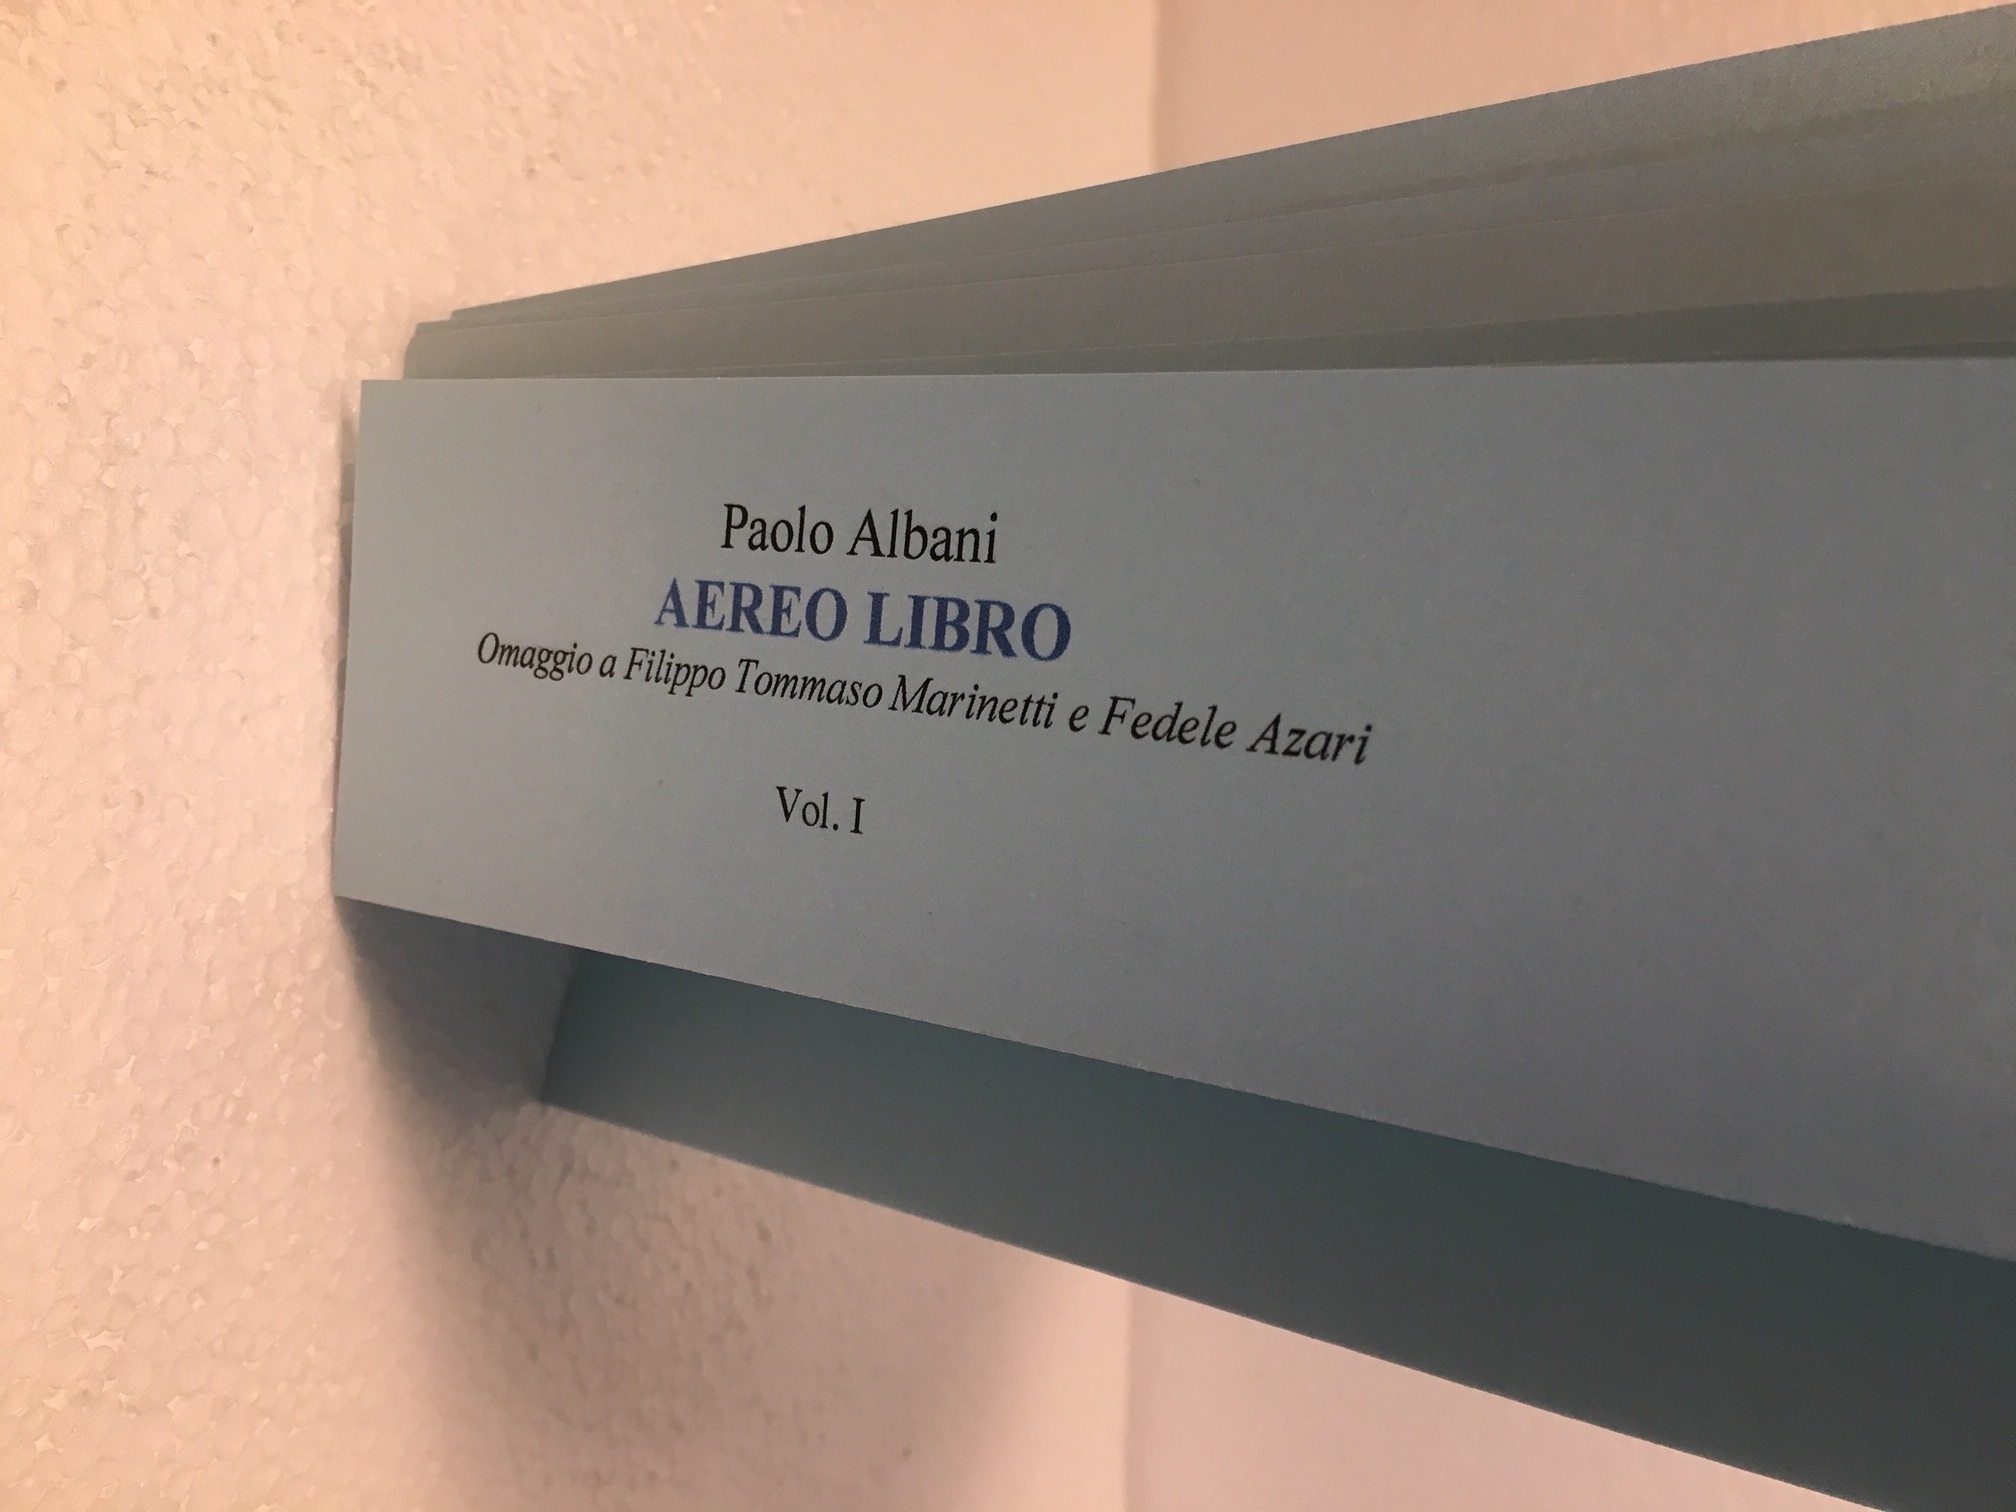 Paolo Albani
AEREO LIBRO
Omaggio a Filippo Tommaso Marinetti e Fedele Azari
Vol. I